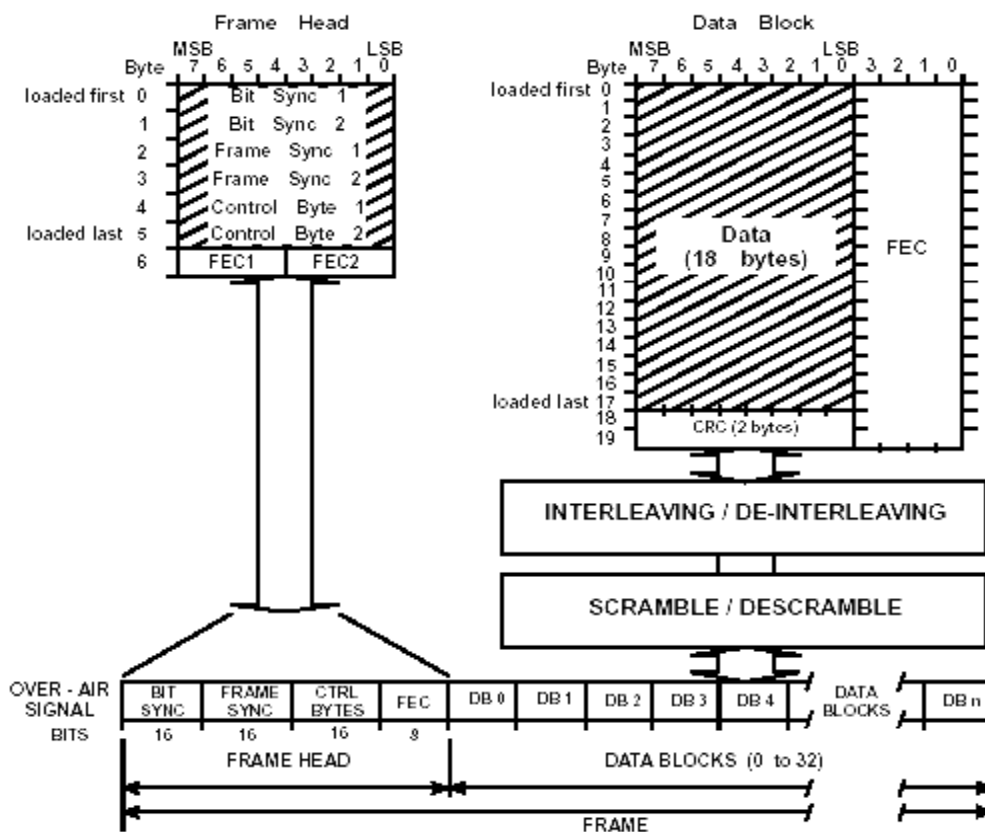 Frame Head
MSB LSB
Byte 7 6 5 4 3 2 1 0
loaded first 0 Bit Sync 1
1 Bit Sync 2
2 Frame Sync 1
3 Frame Sync 2
4 Control Byte 1
loaded last 5 Control Byte 2
6 FEC1 FEC2
Data Block
MSB LSB
Byte 7 6 5 4 3 2 1 0 3 2 1 0
loaded first 0
1
2
3
4
5
6
7
8
9
10
11
12
13
14
15
16
loaded last 17
18
19
Data
(18 bytes)
FEC
CRC (2 bytes)
INTERLEAVING / DE-INTERLEAVING
SCRAMBLE / DESCRAMBLE
OVER - AIR
SIGNAL
BIT
SYNC
FRAME
SYNC
CTRL
BYTES
FEC
DB 0
DB 1
DB 2
DB 3
DB 4
DATA
BLOCKS
DB n
BITS 16 16 16 8
FRAME HEAD
DATA BLOCKS (0 to 32)
FRAME